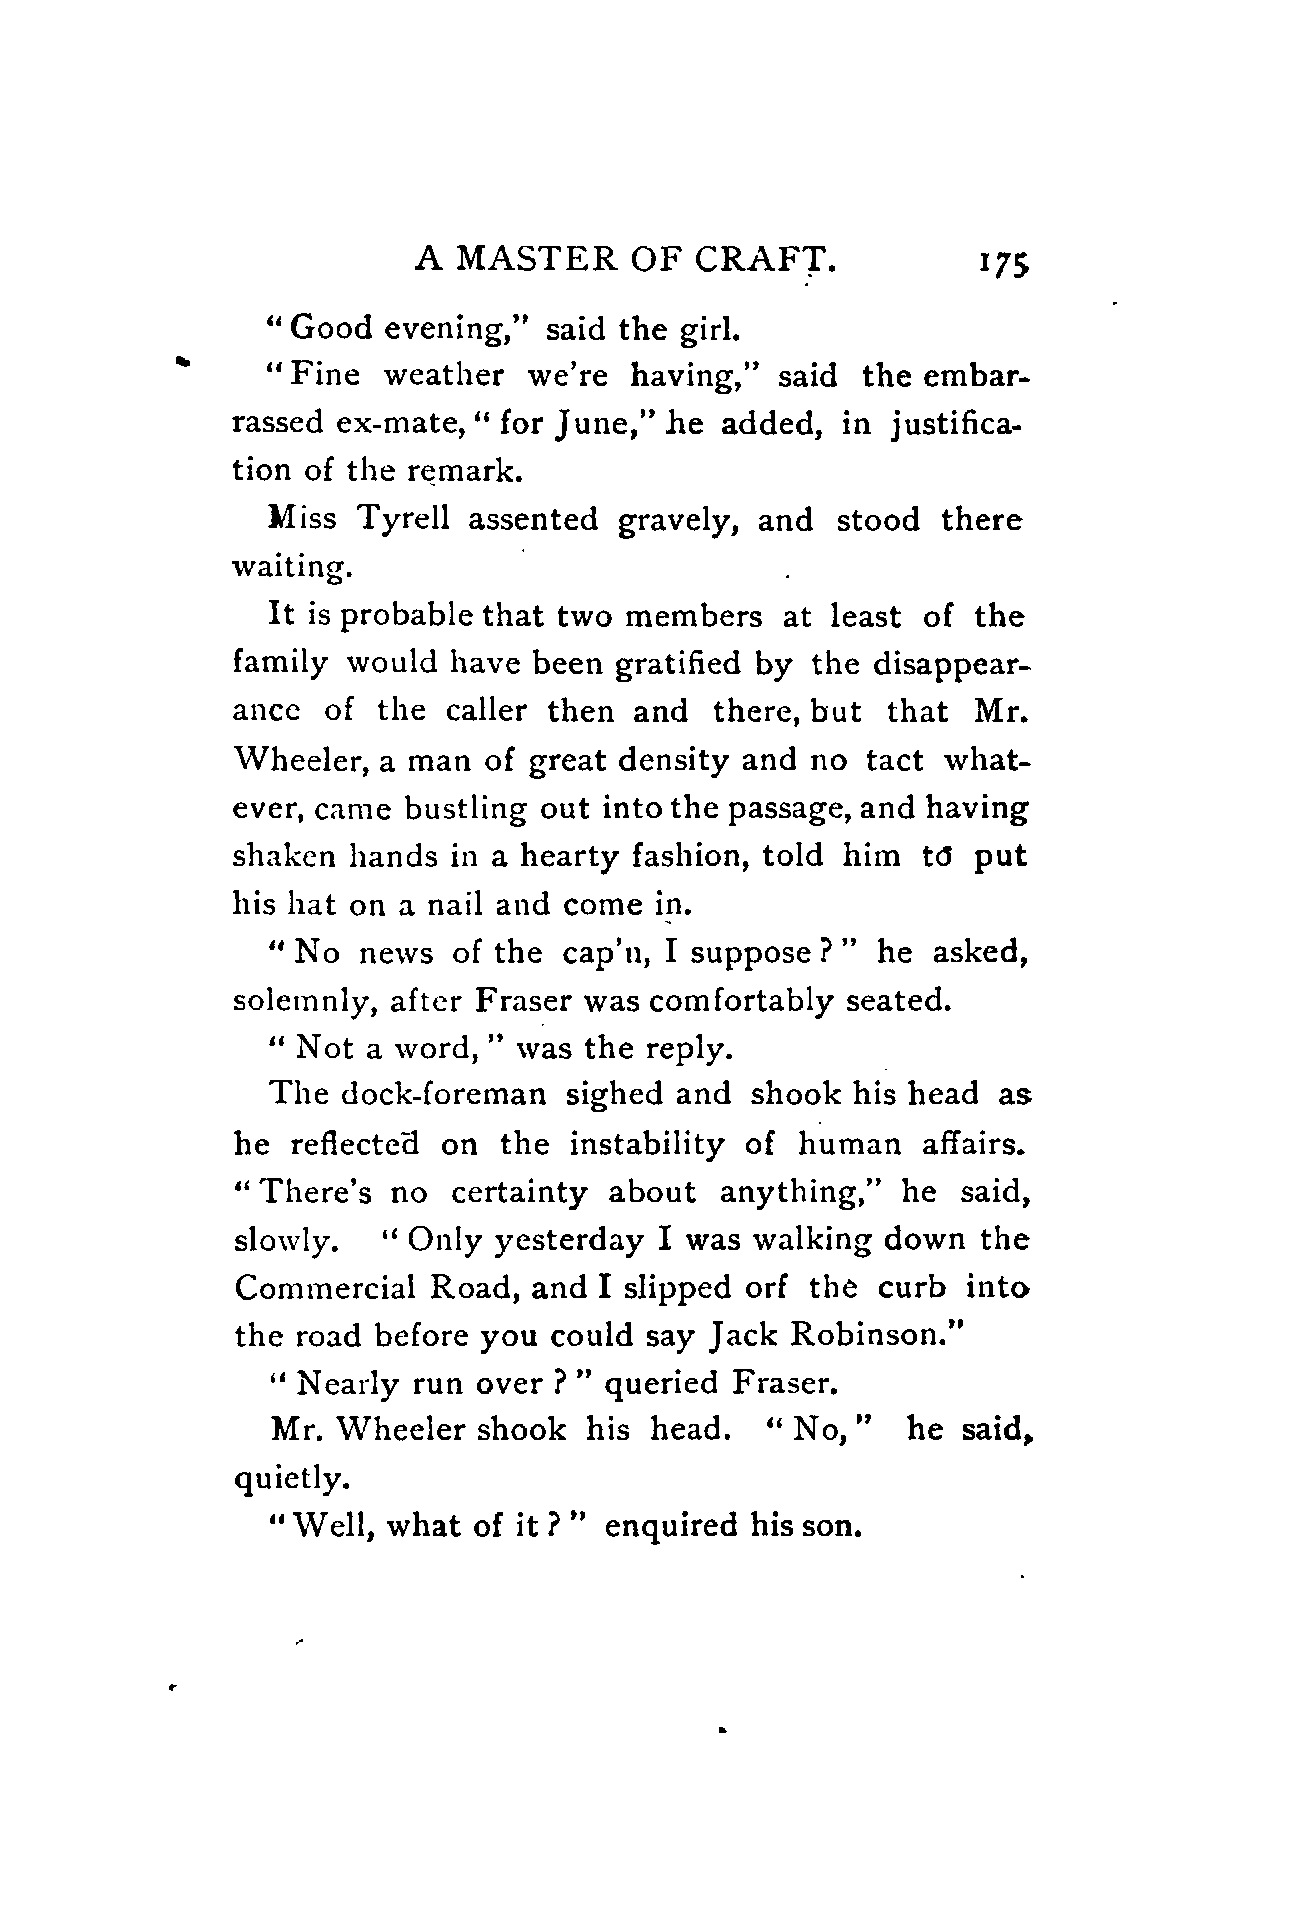 A MASTER OF CRAFT. 175
" Good evening," said the girl.
" Fine weather we're having," said the embar-
rassed ex-mate, " for June," he added, in justifica-
tion of the remark.
Miss Tyrell assented gravely, and stood there
waiting.
It is probable that two members at least of the
family would have been gratified by the disappear-
ance of the caller then and there, but that Mr.
Wheeler, a man of great density and no tact what-
ever, came bustling out into the passage, and having
shaken hands in a hearty fashion, told him to put
his hat on a nail and come in.
" No news of the cap'n, I suppose ? " he asked,
solemnly, after Fraser was comfortably seated.
" Not a word, " was the reply.
The dock-foreman sighed and shook his head as
he reflected on the instability of human affairs.
" There's no certainty about anything," he said,
slowly. " Only yesterday I was walking down the
Commercial Road, and I slipped orf the curb into
the road before you could say Jack Robinson."
" Nearly run over ? " queried Fraser.
Mr. Wheeler shook his head. " No, " he said,
quietly.
" Well, what of it ? " enquired his son.